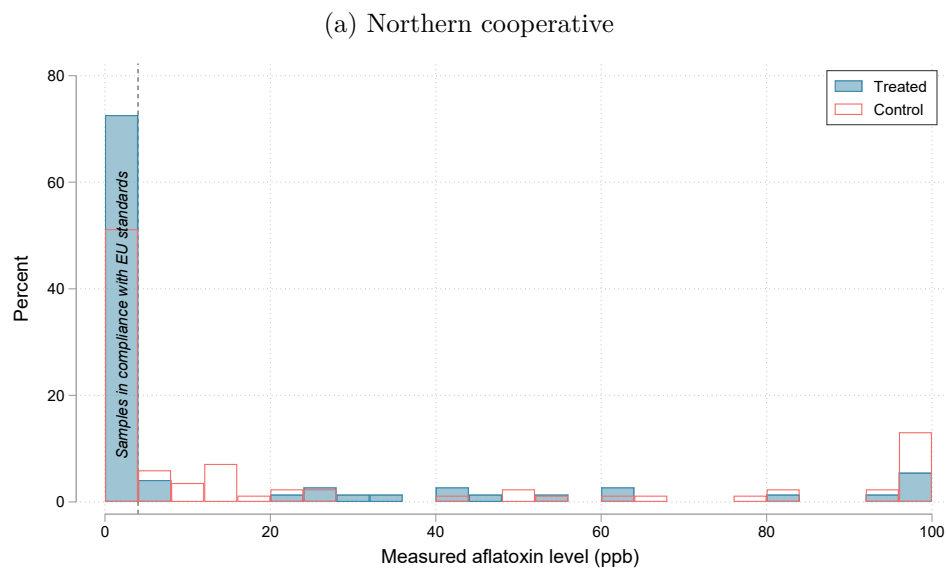 (a) Northern cooperative
80
60
40
20
0
Percent
Samples in compliance with EU standards
Treated
Control
0 20 40 60 80 100
Measured aflatoxin level (ppb)